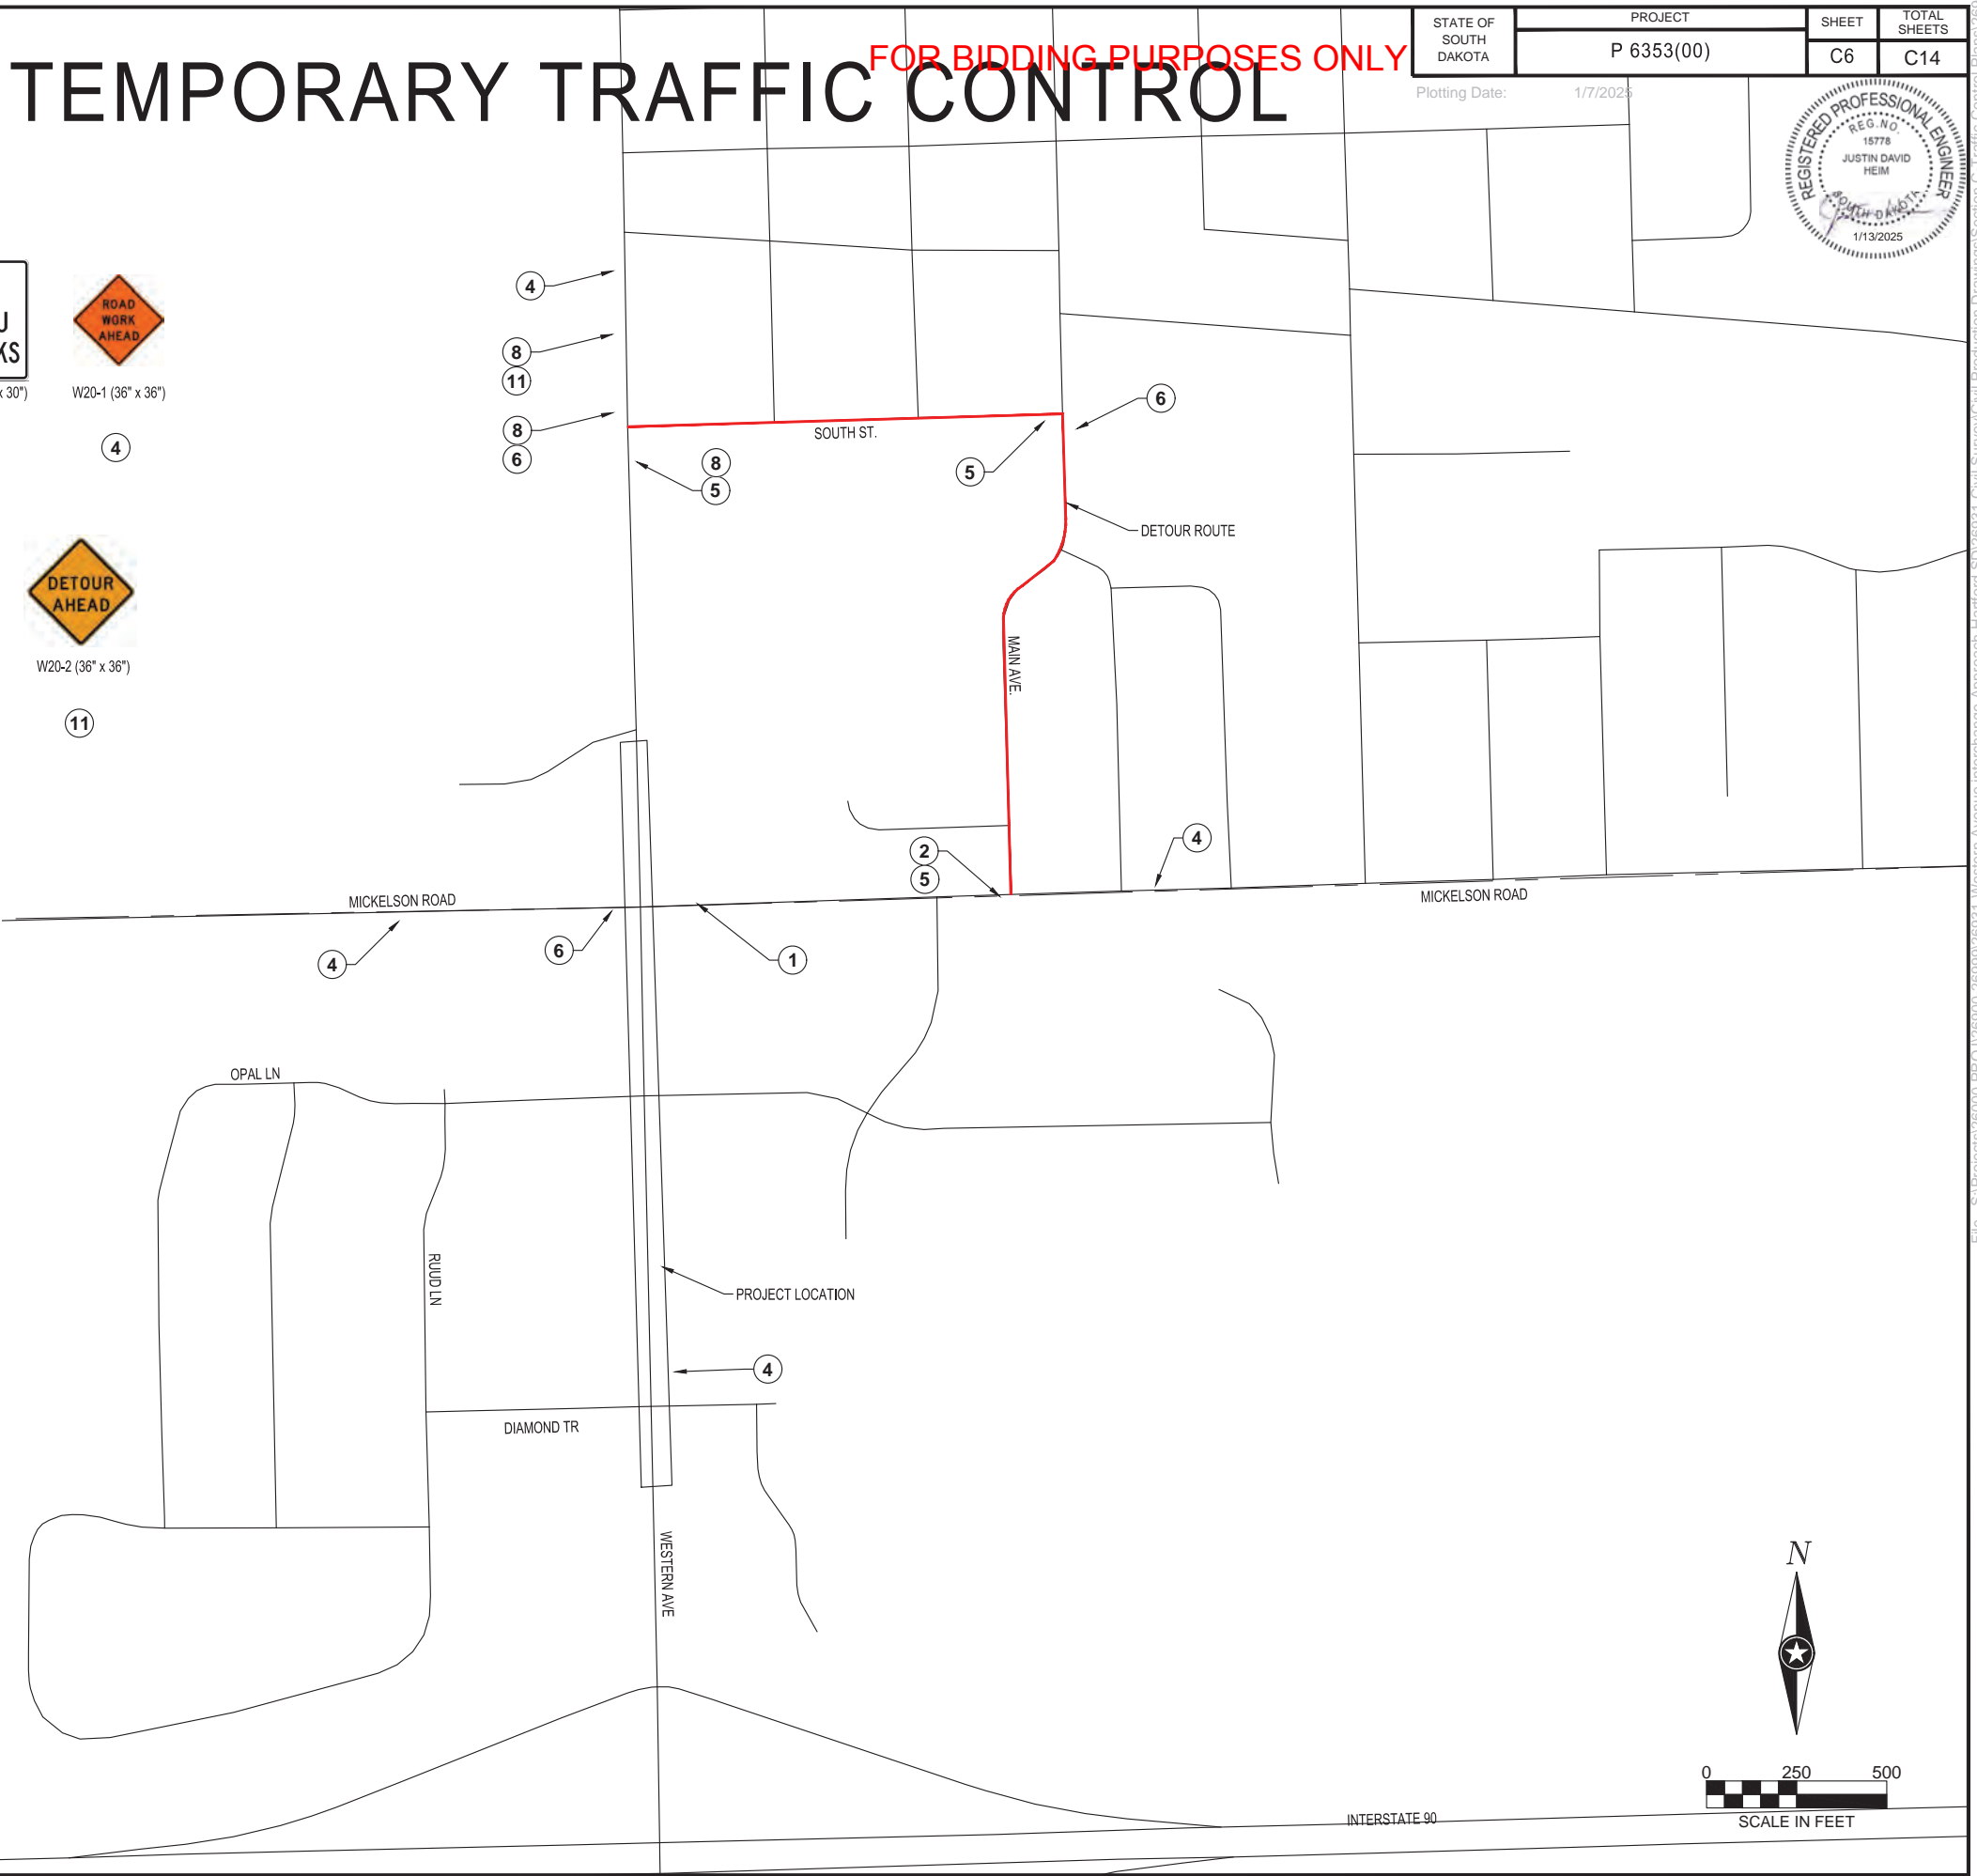 TEMPORARY TRAFFIC CONTROL
FOR BIDDING PURPOSES ONLY
STATE OF
SOUTH
DAKOTA
PROJECT
P 6353(00)
SHEET
C6
TOTAL
SHEETS
C14
Plotting Date: 1/7/2025
REGISTERED PROFESSIONAL ENGINEER
REG. NO.
15778
JUSTIN DAVID
HEIM
SOUTH DAKOTA
1/13/2025
U
KS
x 30")
ROAD
WORK
AHEAD
W20-1 (36" x 36")
4
DETOUR
AHEAD
W20-2 (36" x 36")
11
4
8
11
8
6
8
5
SOUTH ST.
5
6
DETOUR ROUTE
MAIN AVE.
2
5
4
MICKELSON ROAD
MICKELSON ROAD
4
6
1
OPAL LN
RUUD LN
PROJECT LOCATION
4
DIAMOND TR
WESTERN AVE
N
0 250 500
SCALE IN FEET
INTERSTATE 90